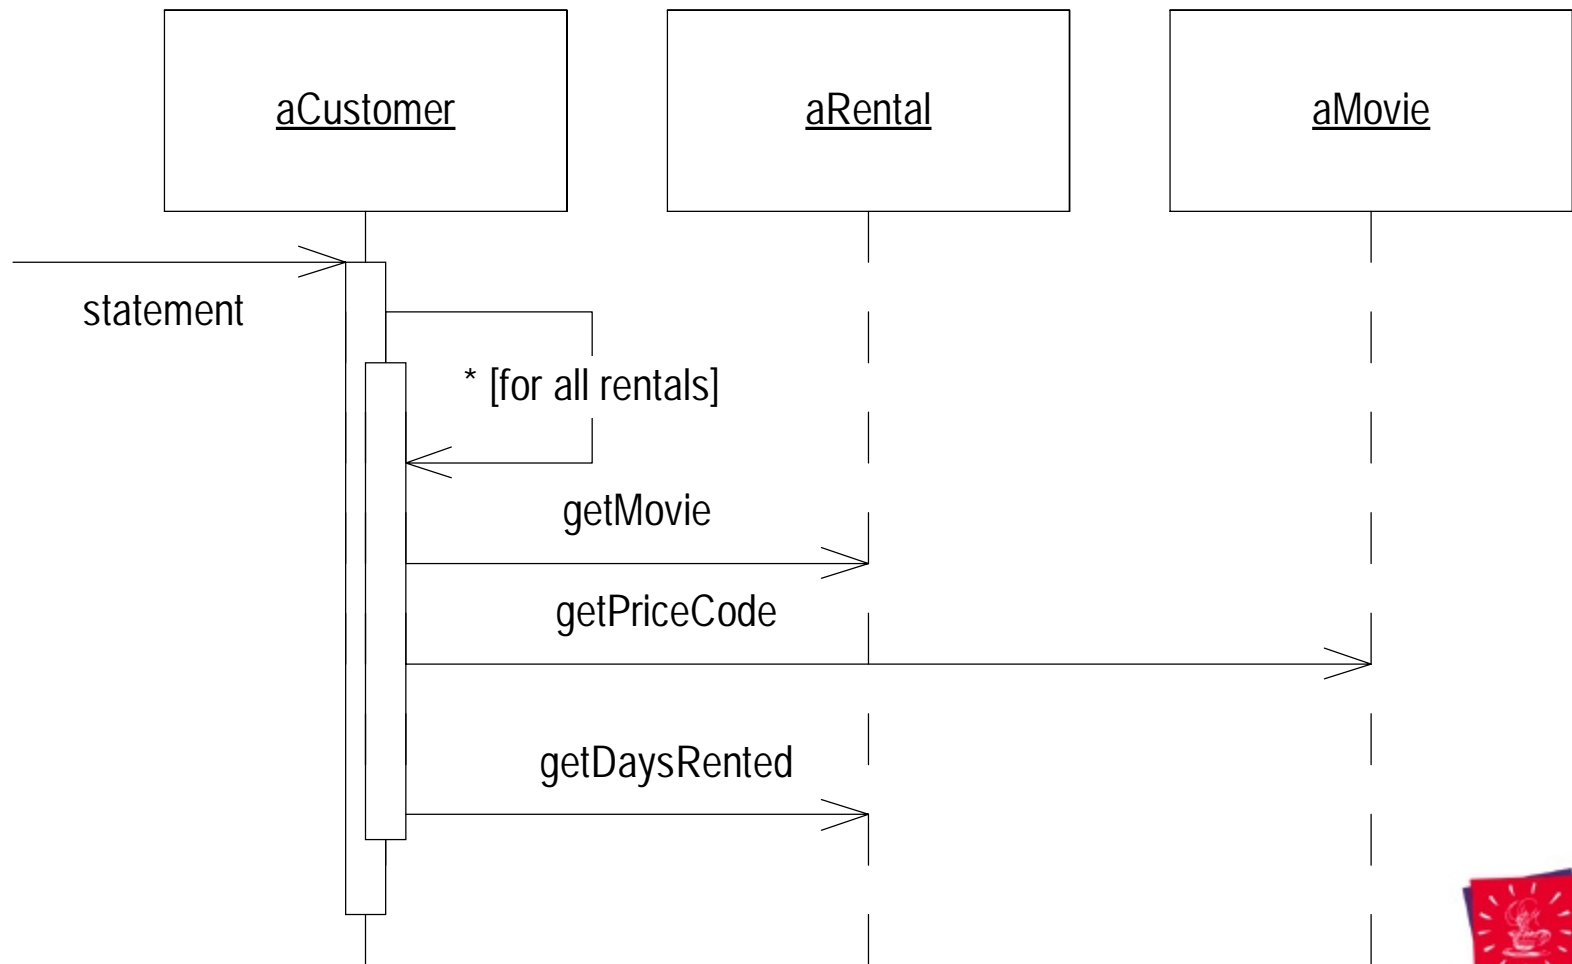 aCustomer
aRental
aMovie
statement
* [for all rentals]
getMovie
getPriceCode
getDaysRented